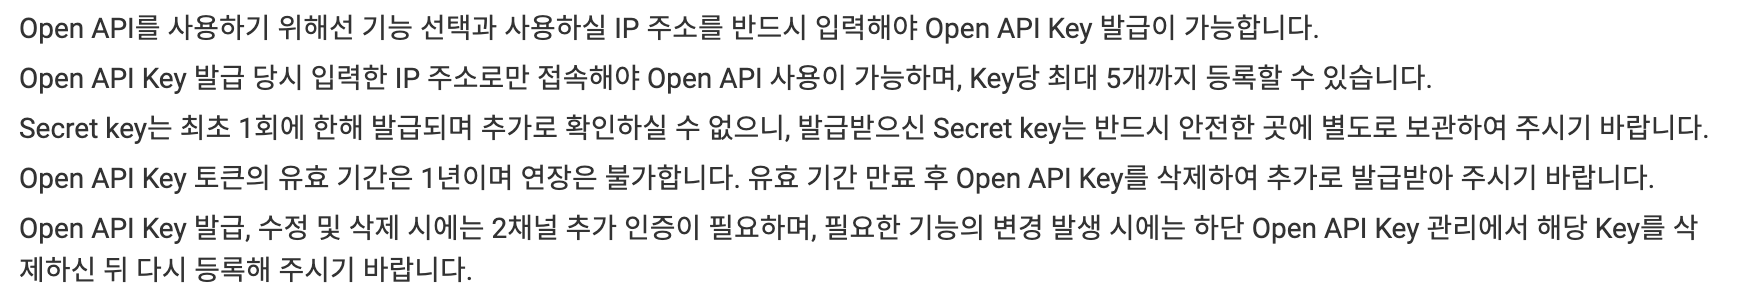 Open API를 사용하기 위해선 기능 선택과 사용하실 IP 주소를 반드시 입력해야 Open API Key 발급이 가능합니다.
Open API Key 발급 당시 입력한 IP 주소로만 접속해야 Open API 사용이 가능하며, Key당 최대 5개까지 등록할 수 있습니다.
Secret key는 최초 1회에 한해 발급되며 추가로 확인하실 수 없으니, 발급받으신 Secret key는 반드시 안전한 곳에 별도로 보관하여 주시기 바랍니다.
Open API Key 토큰의 유효 기간은 1년이며 연장은 불가합니다. 유효 기간 만료 후 Open API Key를 삭제하여 추가로 발급받아 주시기 바랍니다.
Open API Key 발급, 수정 및 삭제 시에는 2채널 추가 인증이 필요하며, 필요한 기능의 변경 발생 시에는 하단 Open API Key 관리에서 해당 Key를 삭
제하신 뒤 다시 등록해 주시기 바랍니다.